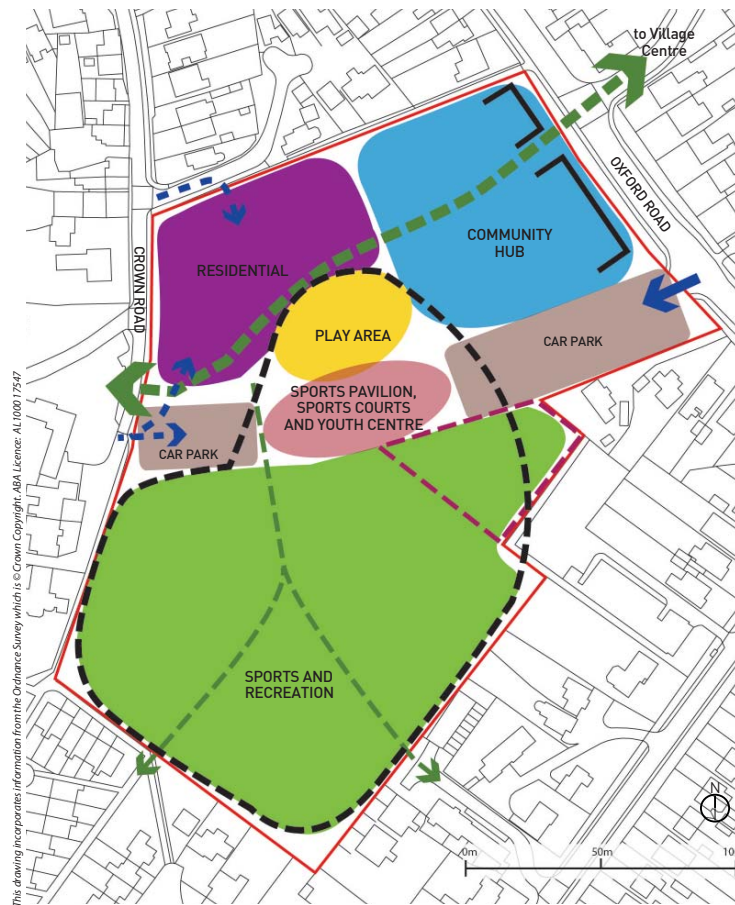 to Village
Centre
OXFORD ROAD
COMMUNITY
HUB
CROWN ROAD
RESIDENTIAL
PLAY AREA
CAR PARK
SPORTS PAVILION,
SPORTS COURTS
AND YOUTH CENTRE
CAR PARK
SPORTS AND
RECREATION
N
0m
50m
This drawing incorporates information from the Ordnance Survey which is © Crown Copyright. ABA Licence: AL100017547